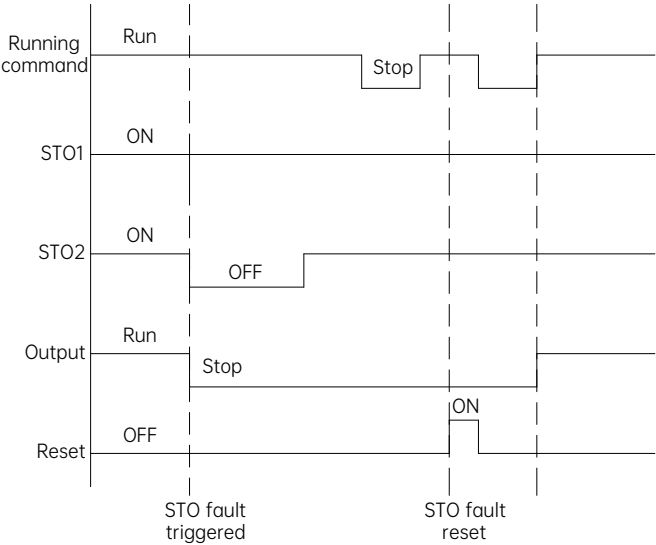 Running
command
Run
Stop
STO1
ON
STO2
ON
OFF
Output
Run
Stop
Reset
OFF
ON
STO fault
triggered
STO fault
reset